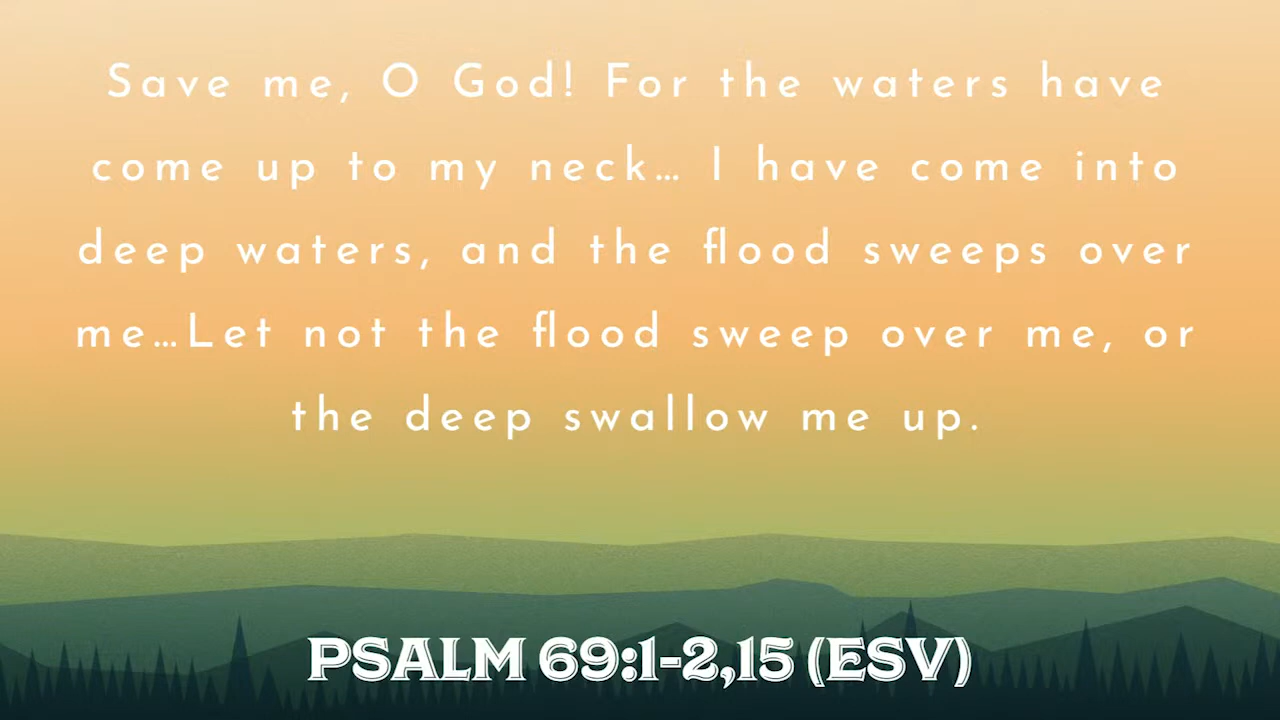 Save me, O God! For the waters have
come up to my neck… I have come into
deep waters, and the flood sweeps over
me…Let not the flood sweep over me, or
the deep swallow me up.
PSALM 69:1-2,15 (ESV)